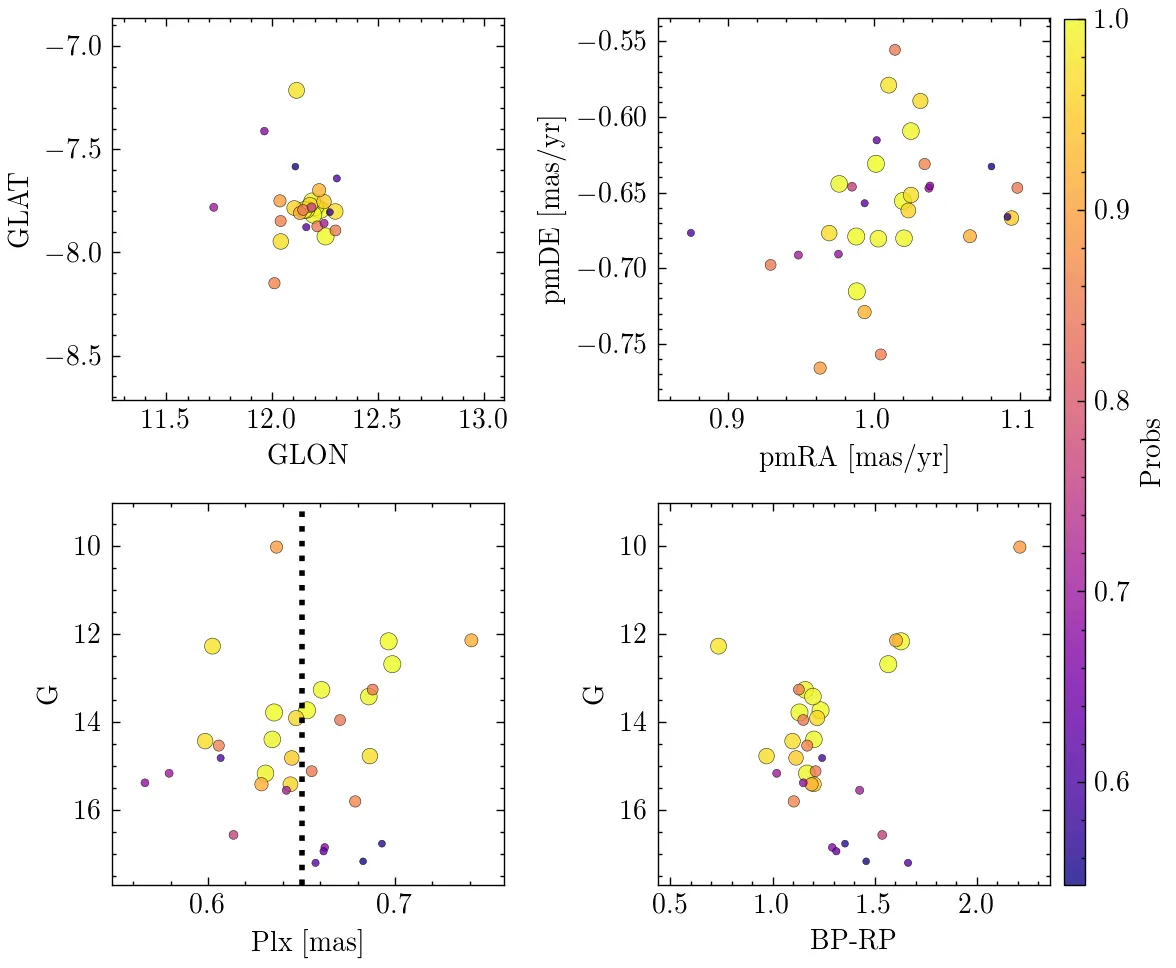 −7.0
−7.5
−8.0
−8.5
GLAT
11.5 12.0 12.5 13.0
GLON
−0.55
−0.60
−0.65
−0.70
−0.75
pmDE [mas/yr]
0.9 1.0 1.1
pmRA [mas/yr]
10
12
14
16
G
0.6 0.7
Plx [mas]
10
12
14
16
G
0.5 1.0 1.5 2.0
BP-RP
1.0
0.9
0.8
0.7
0.6
Probs